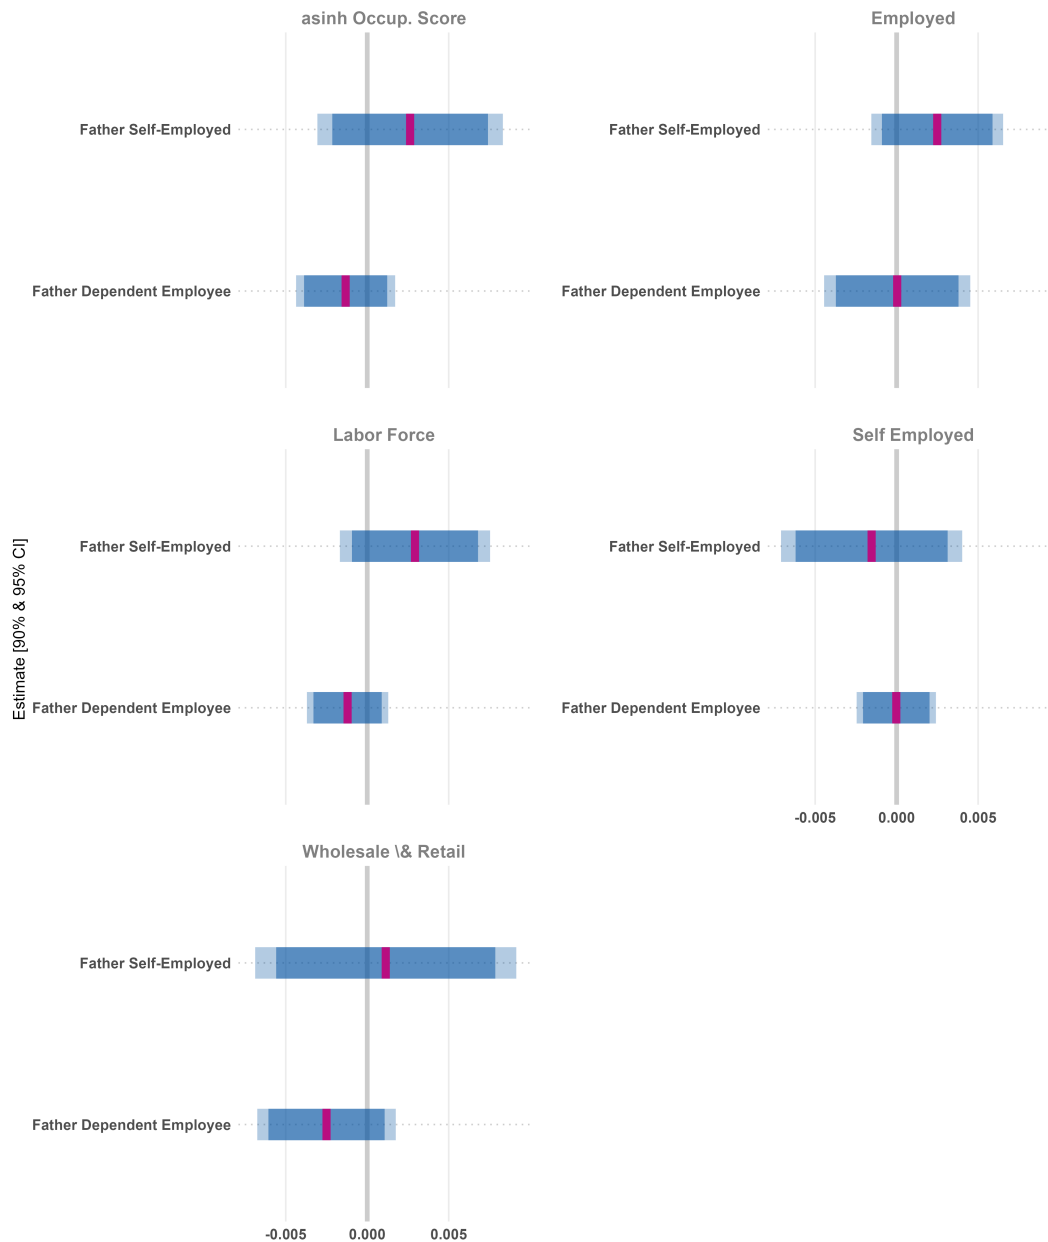 asinh Occup. Score
Employed
Father Self-Employed
Father Self-Employed
Father Dependent Employee
Father Dependent Employee
Labor Force
Self Employed
Father Self-Employed
Father Self-Employed
Estimate [90% & 95% CI]
Father Dependent Employee
Father Dependent Employee
-0.005 0.000 0.005
Wholesale \& Retail
Father Self-Employed
Father Dependent Employee
-0.005 0.000 0.005